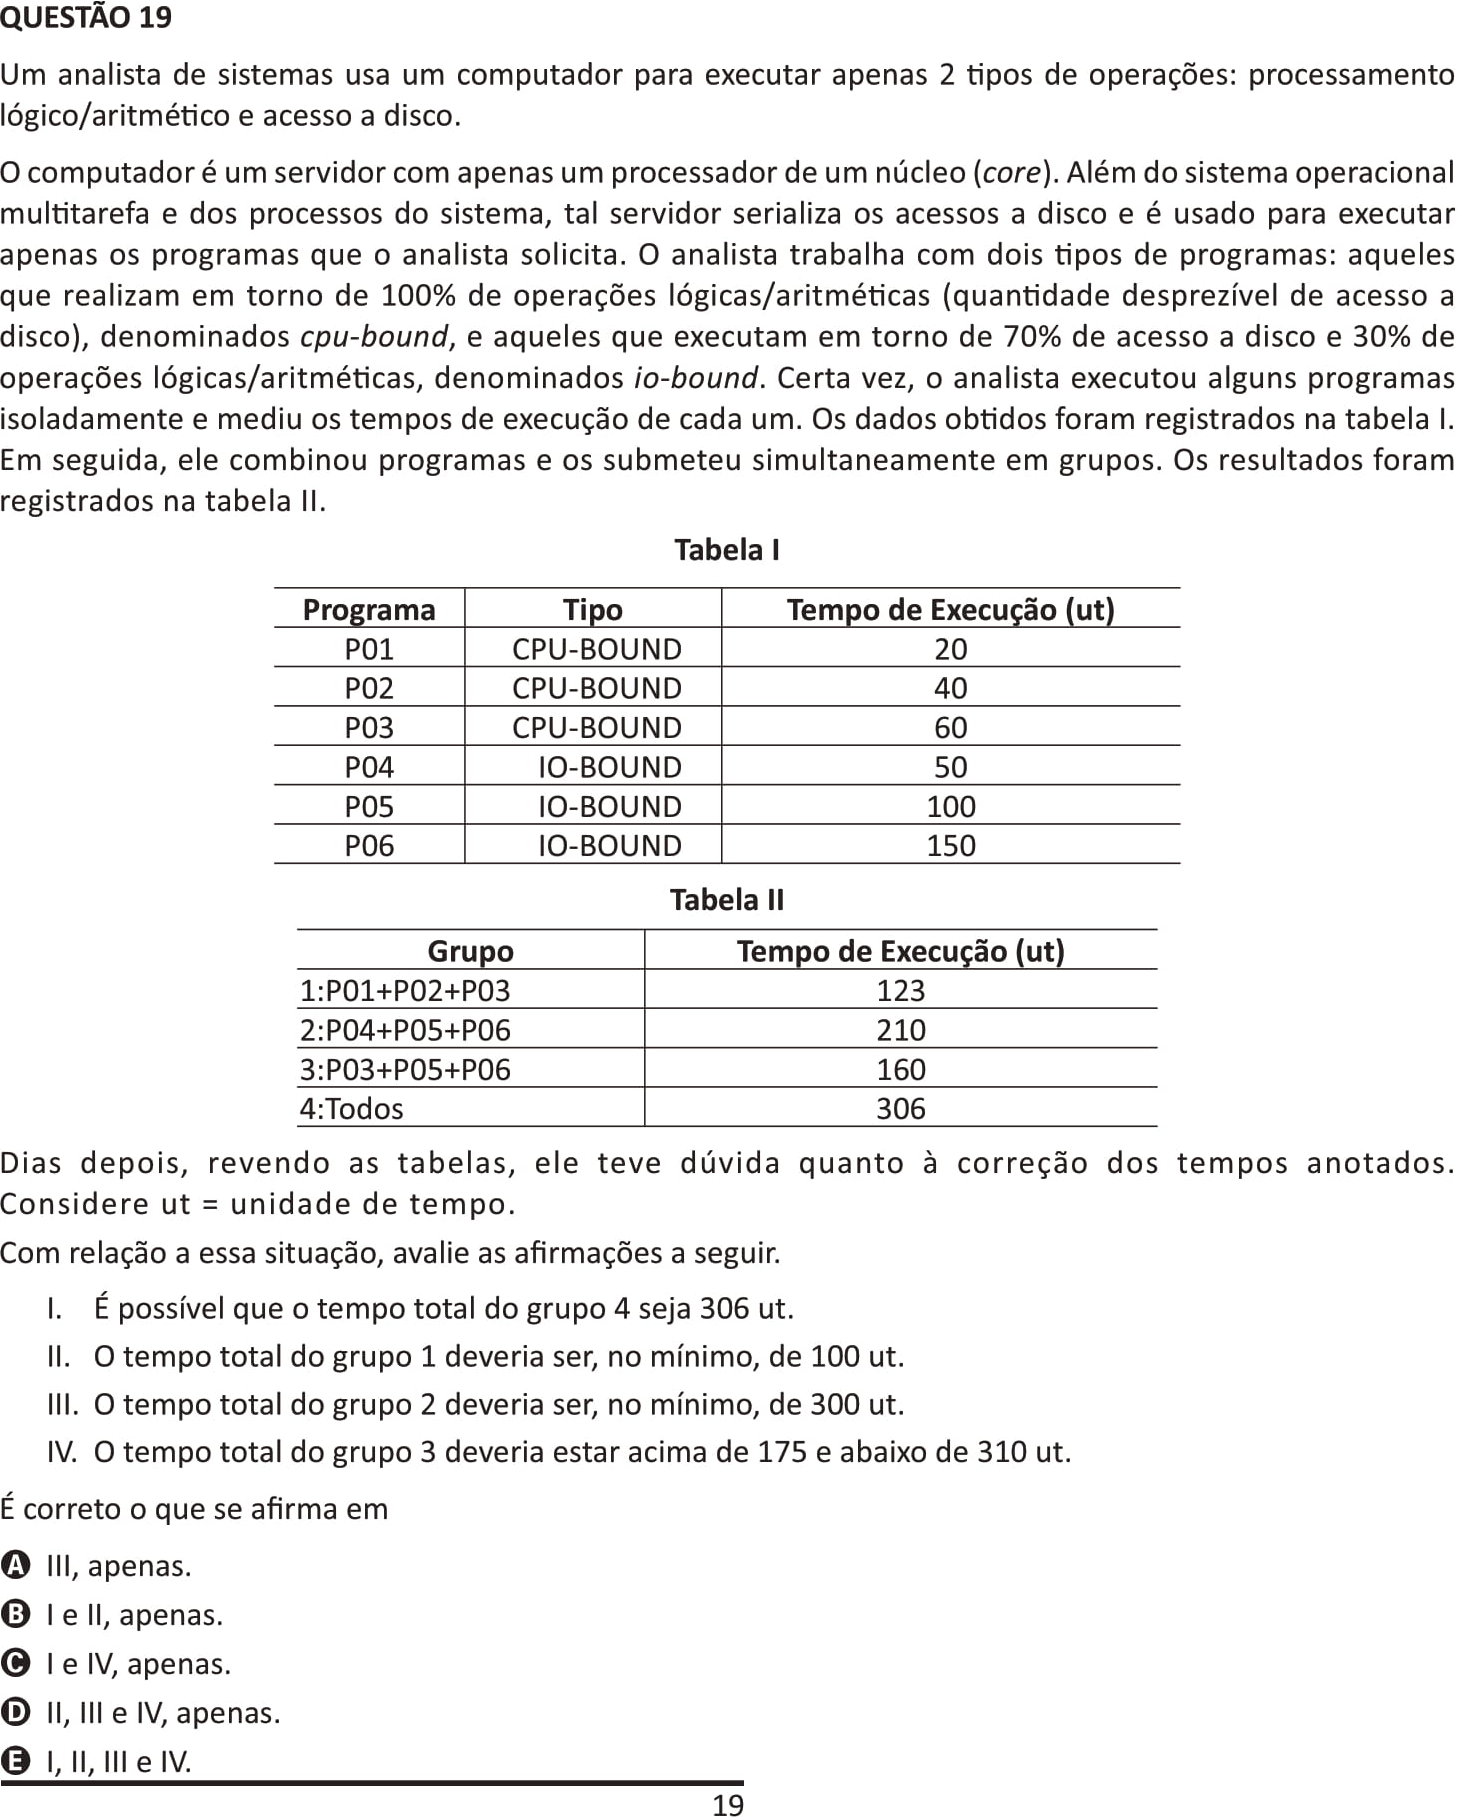 QUESTÃO 19
Um analista de sistemas usa um computador para executar apenas 2 tipos de operações: processamento
lógico/aritmético e acesso a disco.
O computador é um servidor com apenas um processador de um núcleo (core). Além do sistema operacional
multitarefa e dos processos do sistema, tal servidor serializa os acessos a disco e é usado para executar
apenas os programas que o analista solicita. O analista trabalha com dois tipos de programas: aqueles
que realizam em torno de 100% de operações lógicas/aritméticas (quantidade desprezível de acesso a
disco), denominados cpu-bound, e aqueles que executam em torno de 70% de acesso a disco e 30% de
operações lógicas/aritméticas, denominados io-bound. Certa vez, o analista executou alguns programas
isoladamente e mediu os tempos de execução de cada um. Os dados obtidos foram registrados na tabela I.
Em seguida, ele combinou programas e os submeteu simultaneamente em grupos. Os resultados foram
registrados na tabela II.
Tabela I
Programa Tipo Tempo de Execução (ut)
P01 CPU-BOUND 20
P02 CPU-BOUND 40
P03 CPU-BOUND 60
P04 IO-BOUND 50
P05 IO-BOUND 100
P06 IO-BOUND 150
Tabela II
Grupo Tempo de Execução (ut)
1:P01+P02+P03 123
2:P04+P05+P06 210
3:P03+P05+P06 160
4:Todos 306
Dias depois, revendo as tabelas, ele teve dúvida quanto à correção dos tempos anotados.
Considere ut = unidade de tempo.
Com relação a essa situação, avalie as afirmações a seguir.
I. É possível que o tempo total do grupo 4 seja 306 ut.
II. O tempo total do grupo 1 deveria ser, no mínimo, de 100 ut.
III. O tempo total do grupo 2 deveria ser, no mínimo, de 300 ut.
IV. O tempo total do grupo 3 deveria estar acima de 175 e abaixo de 310 ut.
É correto o que se afirma em
A III, apenas.
B I e II, apenas.
C I e IV, apenas.
D II, III e IV, apenas.
E I, II, III e IV.
19